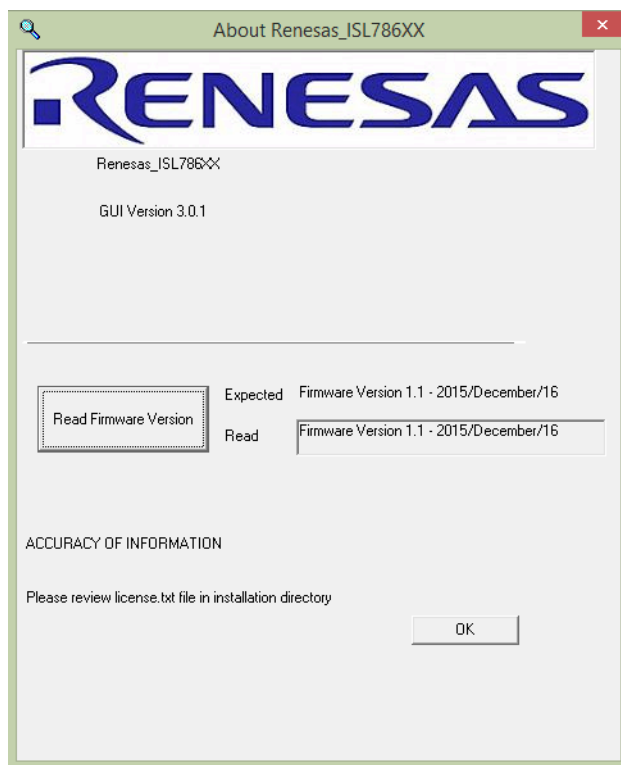 About Renesas_ISL786XX
RENESAS
Renesas_ISL786XX
GUI Version 3.0.1
Read Firmware Version
Expected Firmware Version 1.1 - 2015/December/16
Read Firmware Version 1.1 - 2015/December/16
ACCURACY OF INFORMATION
Please review license.txt file in installation directory
OK